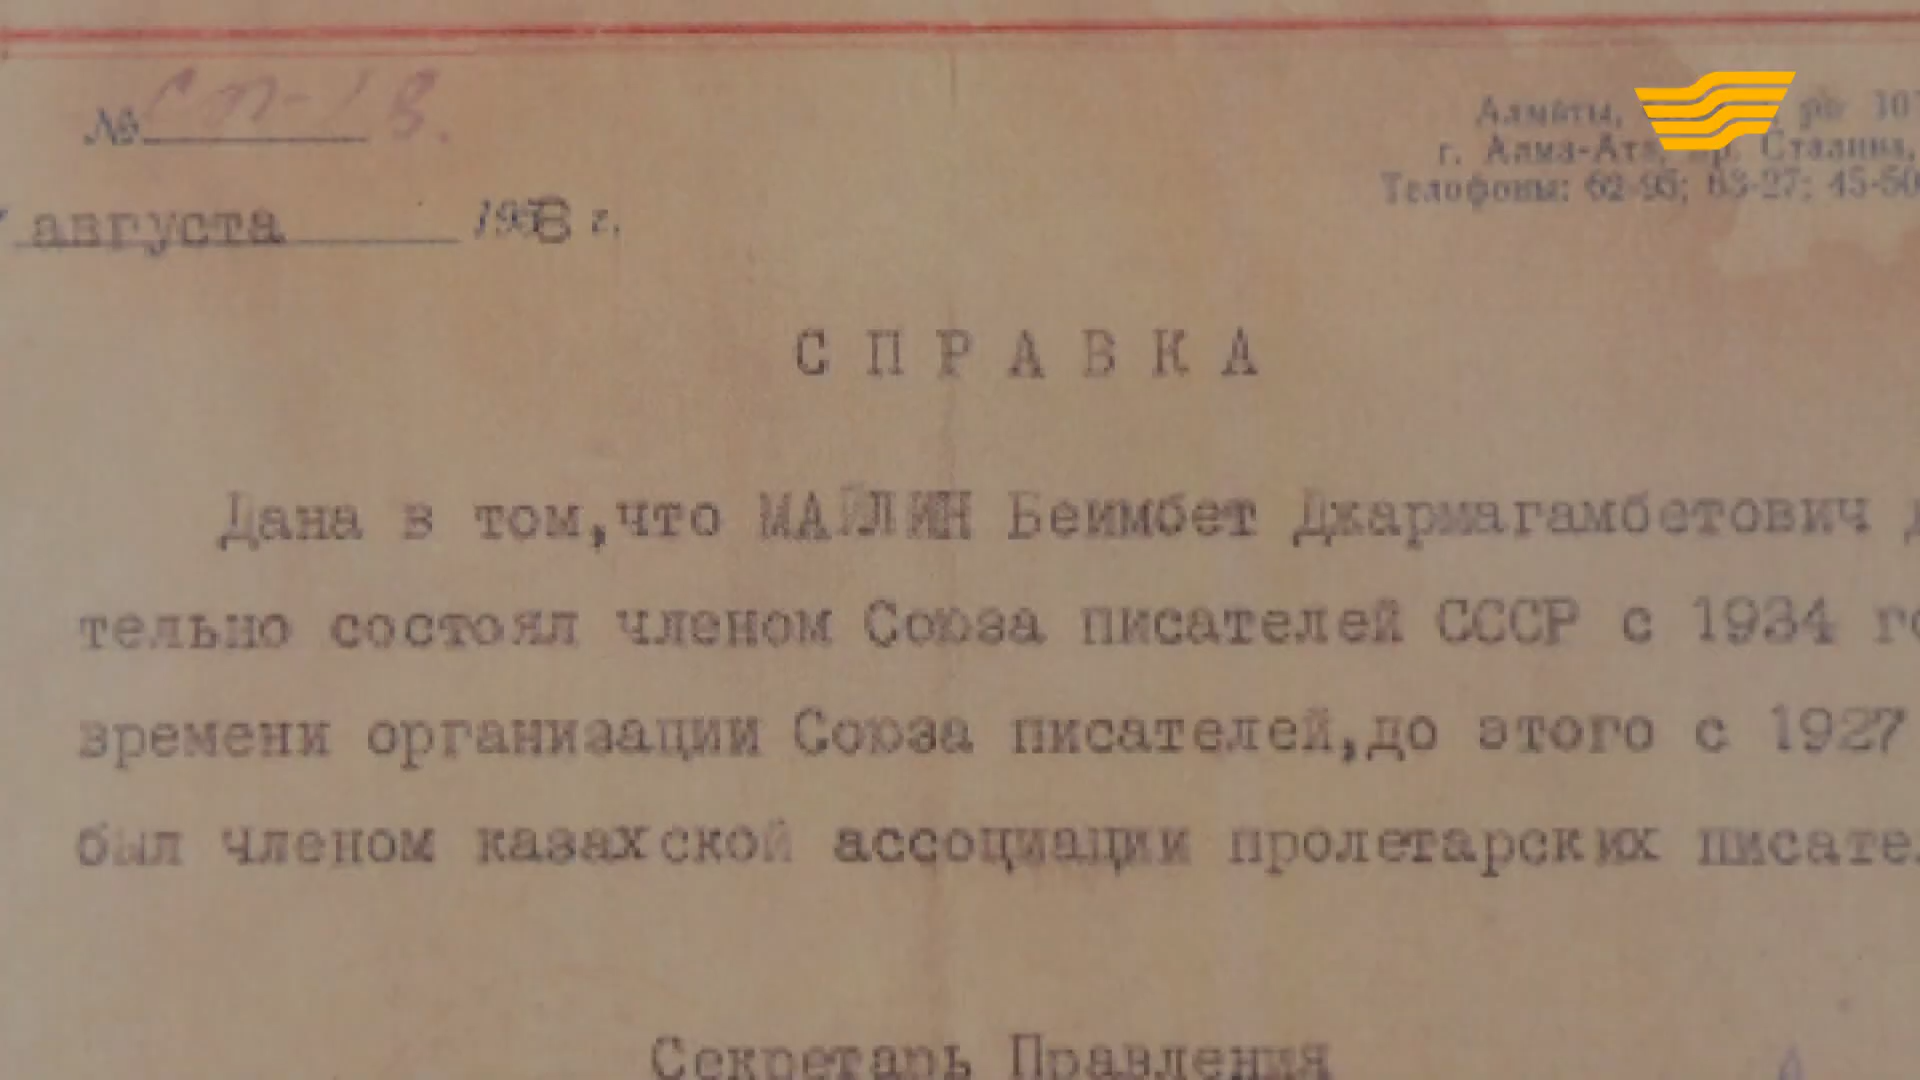 № СП-18.
Алматы,
г. Алма-Ата, пр. Сталина,
августа 1958 г.
Телефоны: 62-95; 63-27; 45-50
СПРАВКА
Дана в том,что МАЙЛИН Беимбет Джармагамбетович
тельно состоял членом Союза писателей СССР с 1934
времени организации Союза писателей,до этого с 1927
был членом казахской ассоциации пролетарских писател
Секретарь Правления